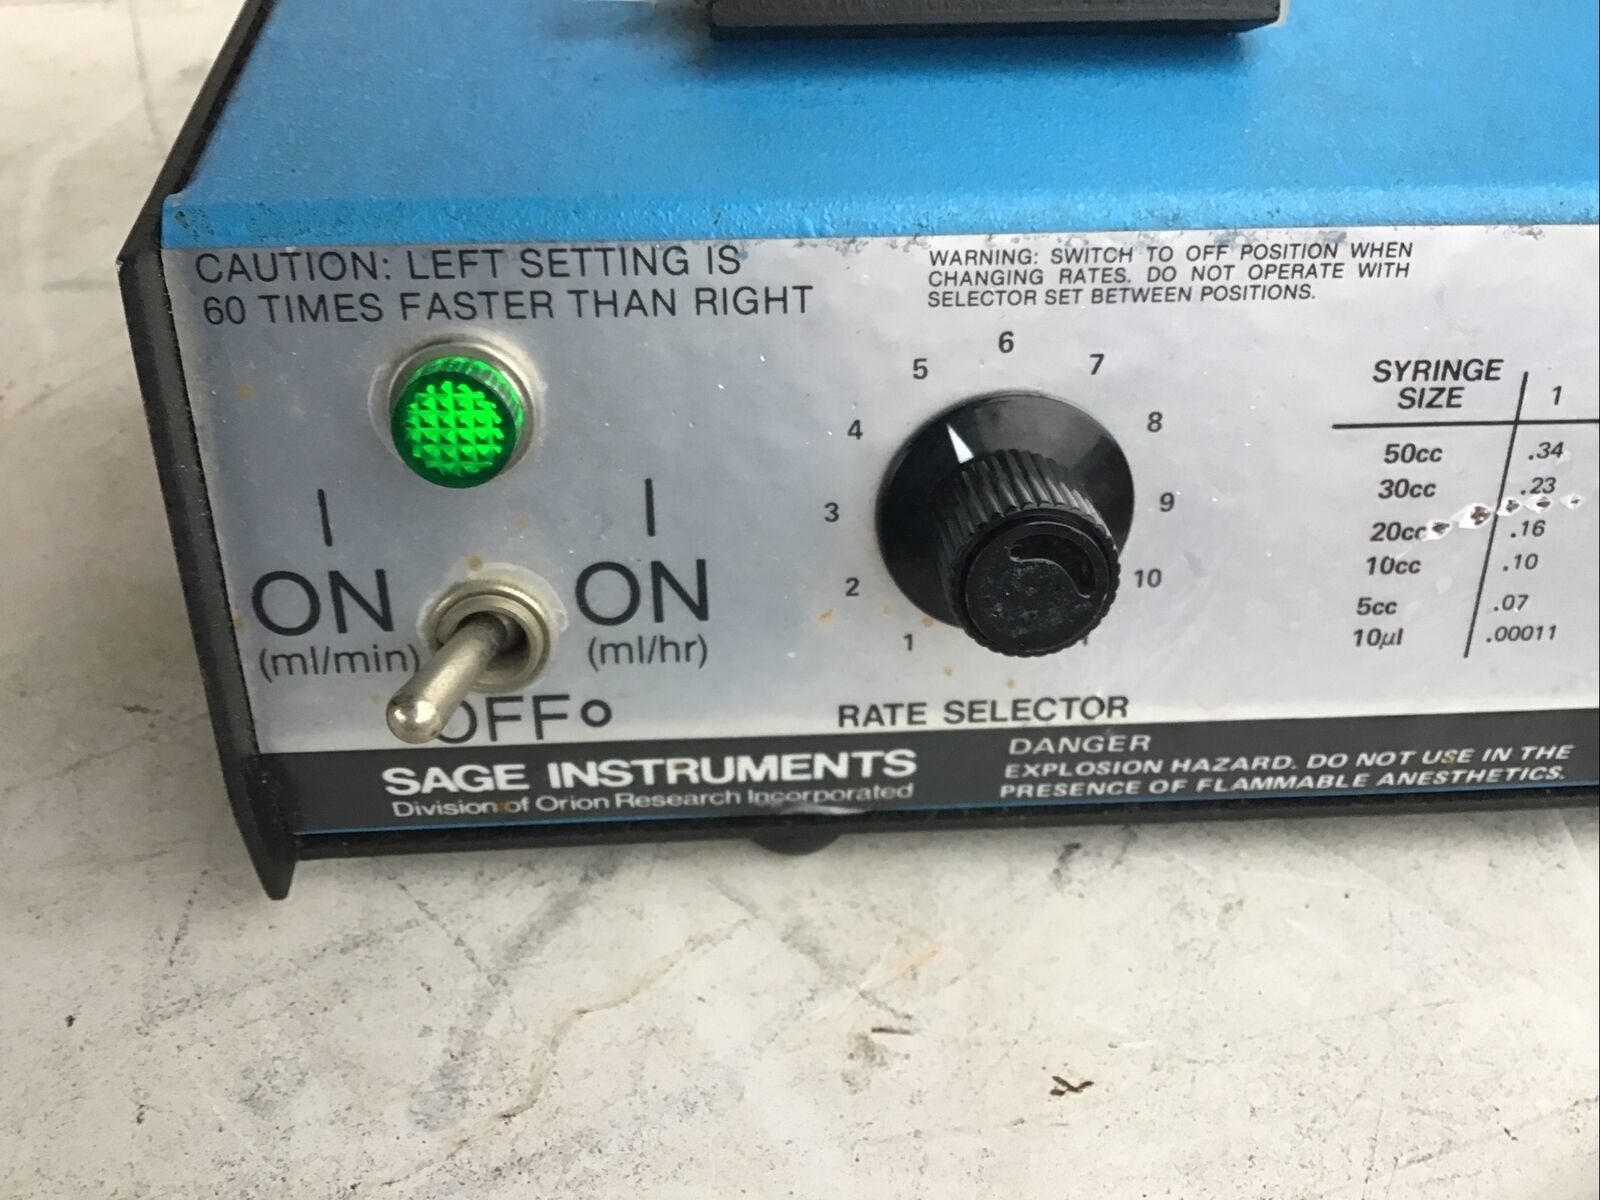 CAUTION: LEFT SETTING IS
60 TIMES FASTER THAN RIGHT
WARNING: SWITCH TO OFF POSITION WHEN
CHANGING RATES. DO NOT OPERATE WITH
SELECTOR SET BETWEEN POSITIONS.
I I
ON ON
(ml/min) (ml/hr)
OFF O
1 2 3 4 5 6 7 8 9 10
RATE SELECTOR
SYRINGE
SIZE 1
50cc .34
30cc .23
20cc .16
10cc .10
5cc .07
10μl .00011
SAGE INSTRUMENTS
Division of Orion Research Incorporated
DANGER
EXPLOSION HAZARD. DO NOT USE IN THE
PRESENCE OF FLAMMABLE ANESTHETICS.